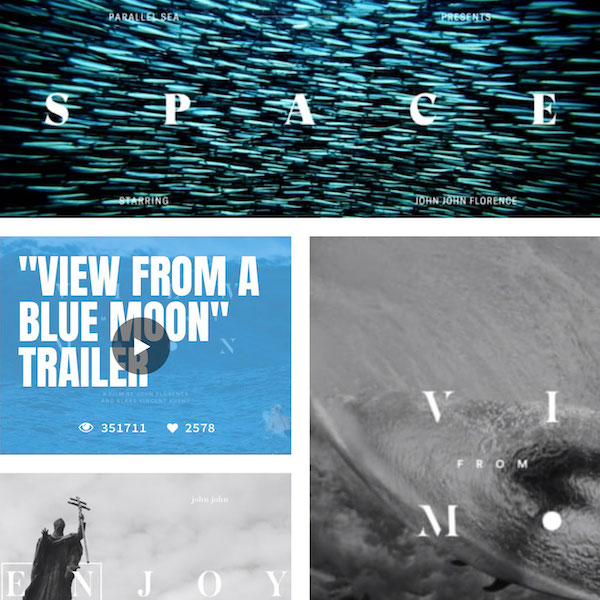 PARALLEL SEA PRESENTS
S P A C E
STARRING JOHN JOHN FLORENCE
"VIEW FROM A
BLUE MOON"
TRAILER
A FILM BY JOHN FLORENCE
AND BLAKE VINCENT KUENY
351711 2578
V I
FROM
M
john john
E N J O Y